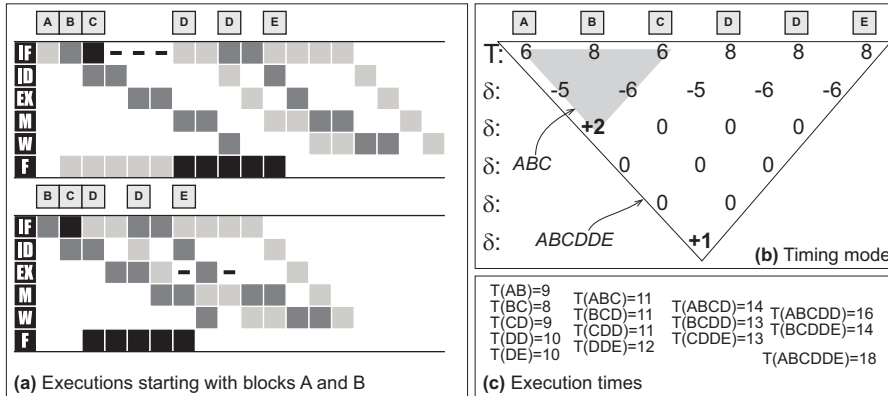 A B C D D E
IF
ID
EX
M
W
F
B C D D E
IF
ID
EX
M
W
F
(a) Executions starting with blocks A and B
A B C D D E
T: 6 8 6 8 8 8
δ: -5 -6 -5 -6 -6
δ: +2 0 0 0
ABC
δ: 0 0 0
δ: 0 0
ABCDDE
δ: +1
(b) Timing mode
T(AB)=9
T(BC)=8
T(CD)=9
T(DD)=10
T(DE)=10
T(ABC)=11
T(BCD)=11
T(CDD)=11
T(DDE)=12
T(ABCD)=14
T(BCDD)=13
T(CDDE)=13
T(ABCDD)=16
T(BCDDE)=14
T(ABCDDE)=18
(c) Execution times